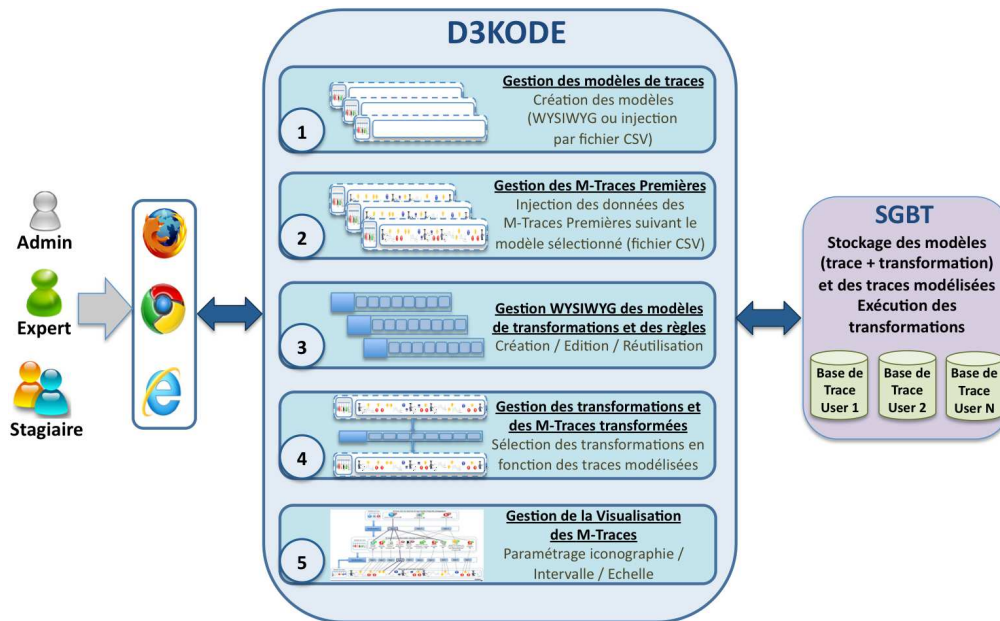 D3KODE
1
Gestion des modèles de traces
Création des modèles
(WYSIWYG ou injection
par fichier CSV)
2
Gestion des M-Traces Premières
Injection des données des
M-Traces Premières suivant le
modèle sélectionné (fichier CSV)
3
Gestion WYSIWYG des modèles
de transformations et des règles
Création / Edition / Réutilisation
4
Gestion des transformations et
des M-Traces transformées
Sélection des transformations en
fonction des traces modélisées
5
Gestion de la Visualisation
des M-Traces
Paramétrage iconographie /
Intervalle / Echelle
Admin
Expert
Stagiaire
SGBT
Stockage des modèles
(trace + transformation)
et des traces modélisées
Exécution des
transformations
Base de
Trace
User 1
Base de
Trace
User 2
Base de
Trace
User N